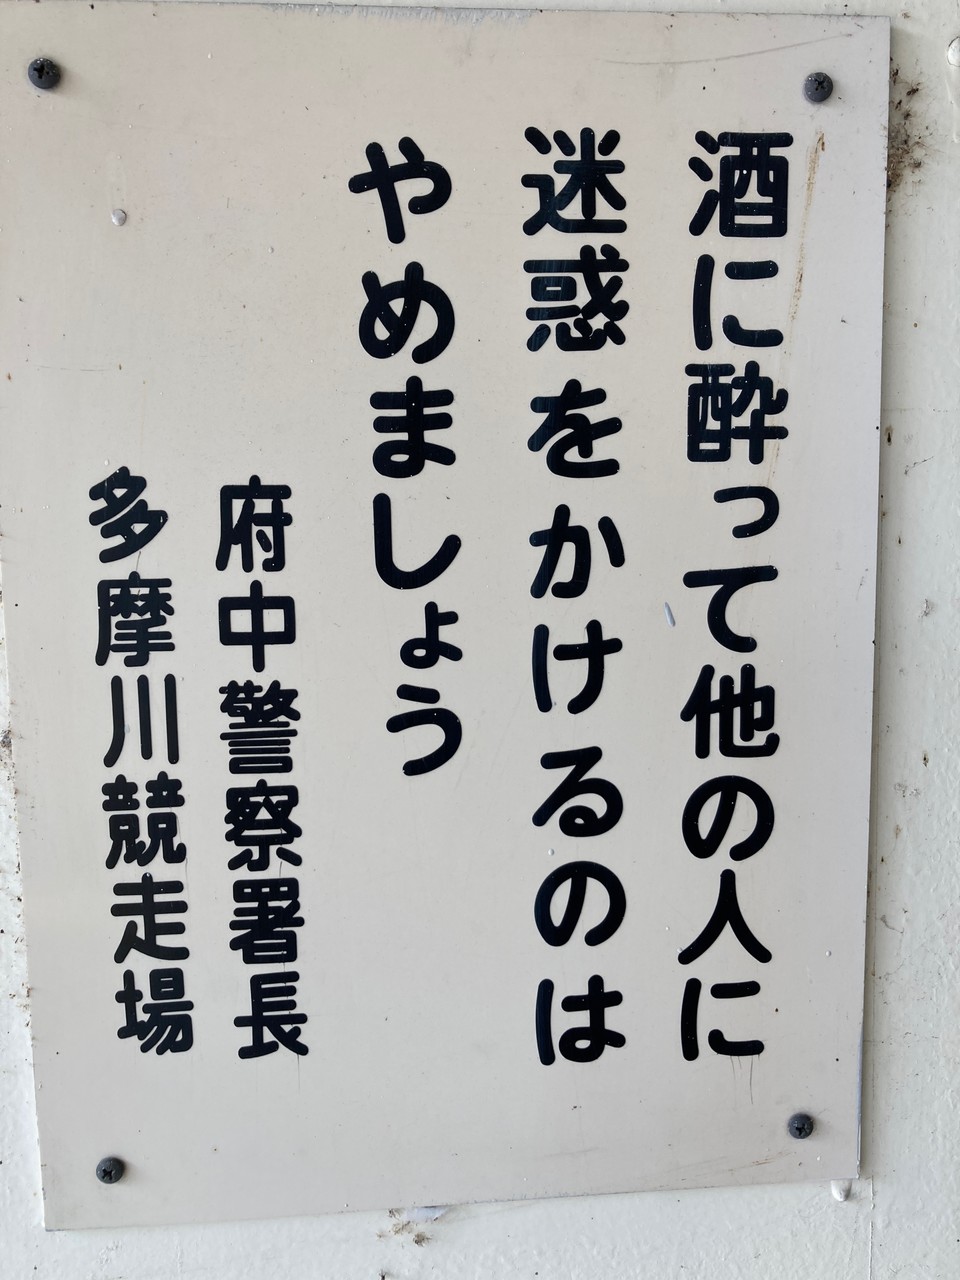 酒に酔って他の人に
迷惑をかけるのは
やめましょう
府中警察署長
多摩川競走場